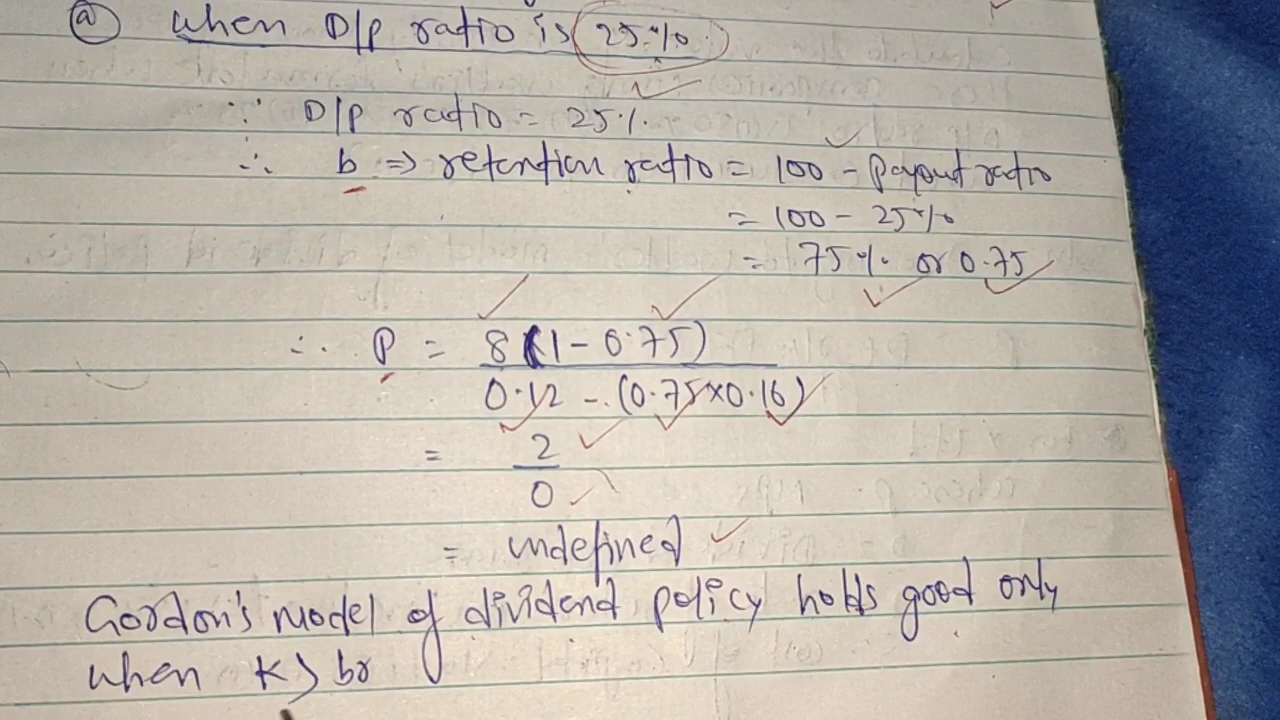 (a) when D/P ratio is 25%.
∵ D/P ratio = 25%.
∴ b => retention ratio = 100 - Payout ratio
= 100 - 25%
= 75% or 0.75
∴ P = 8(1 - 0.75)
0.12 - (0.75×0.16)
= 2
0
= undefined
Gordon's model of dividend policy holds good only
when K > br